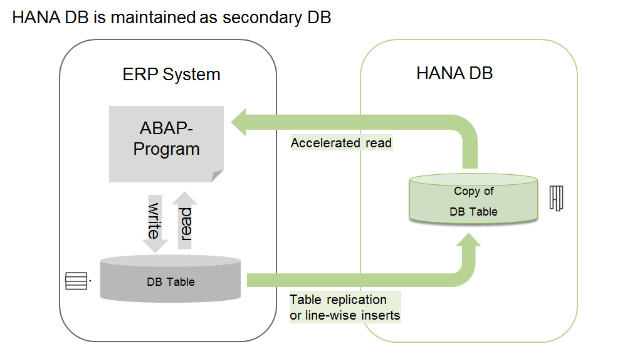 HANA DB is maintained as secondary DB
ERP System
HANA DB
ABAP-
Program
Accelerated read
Copy of
DB Table
write
read
DB Table
Table replication
or line-wise inserts